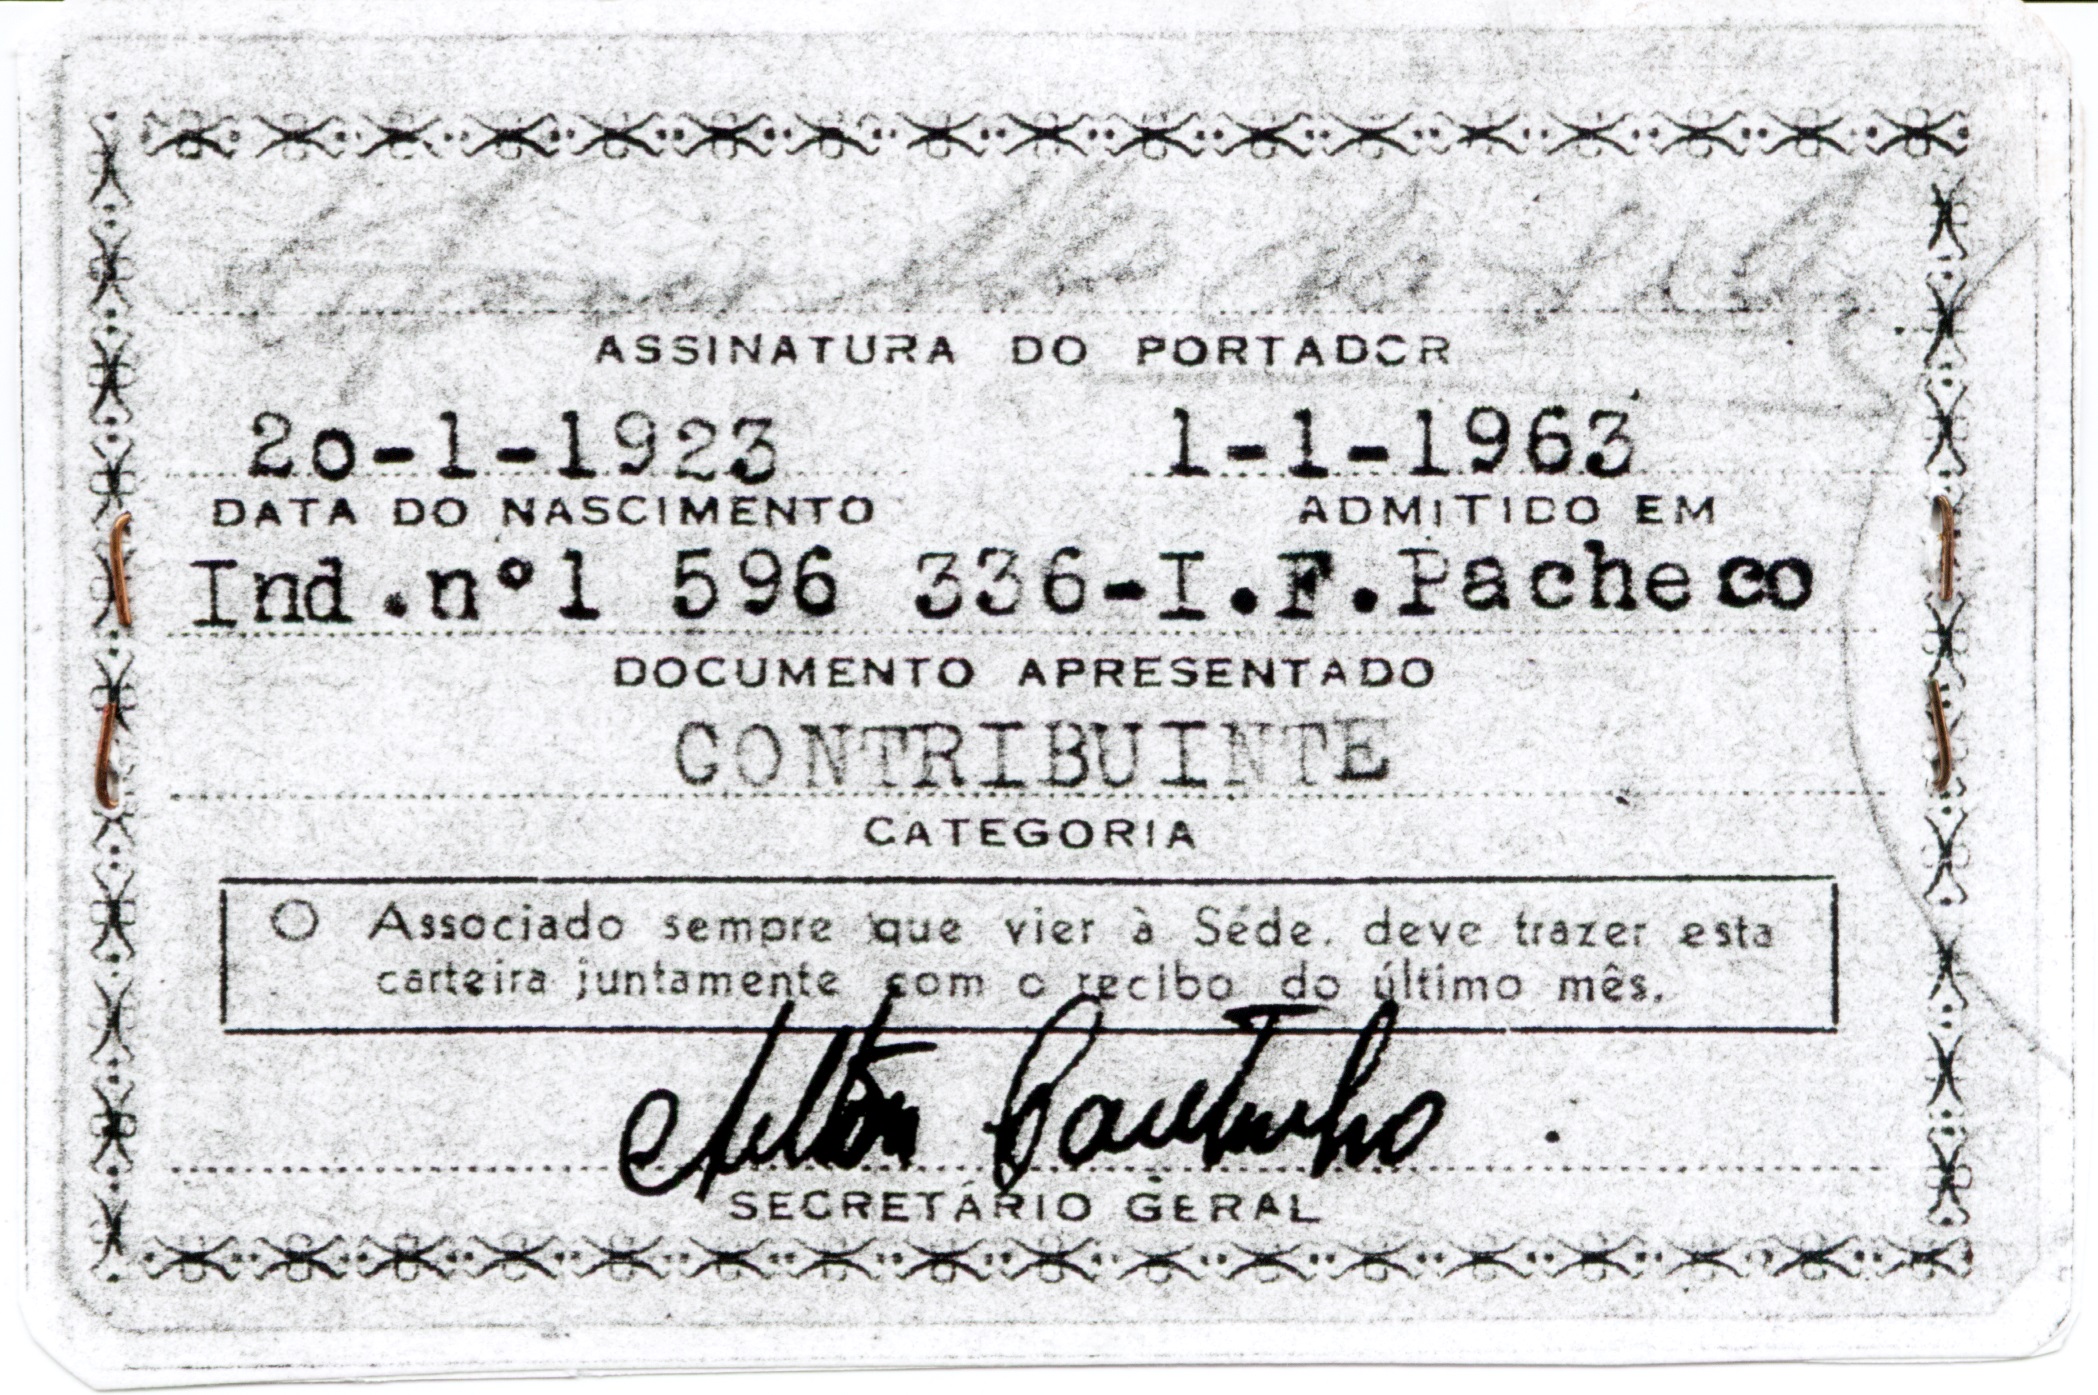 ASSINATURA DO PORTADOR
20-1-1923 1-1-1963
DATA DO NASCIMENTO ADMITIDO EM
Ind.nº1 596 336-I.F.Pacheco
DOCUMENTO APRESENTADO
CONTRIBUINTE
CATEGORIA
O Associado sempre que vier à Séde. deve trazer esta
carteira juntamente com o recibo do último mês.
SECRETÁRIO GERAL